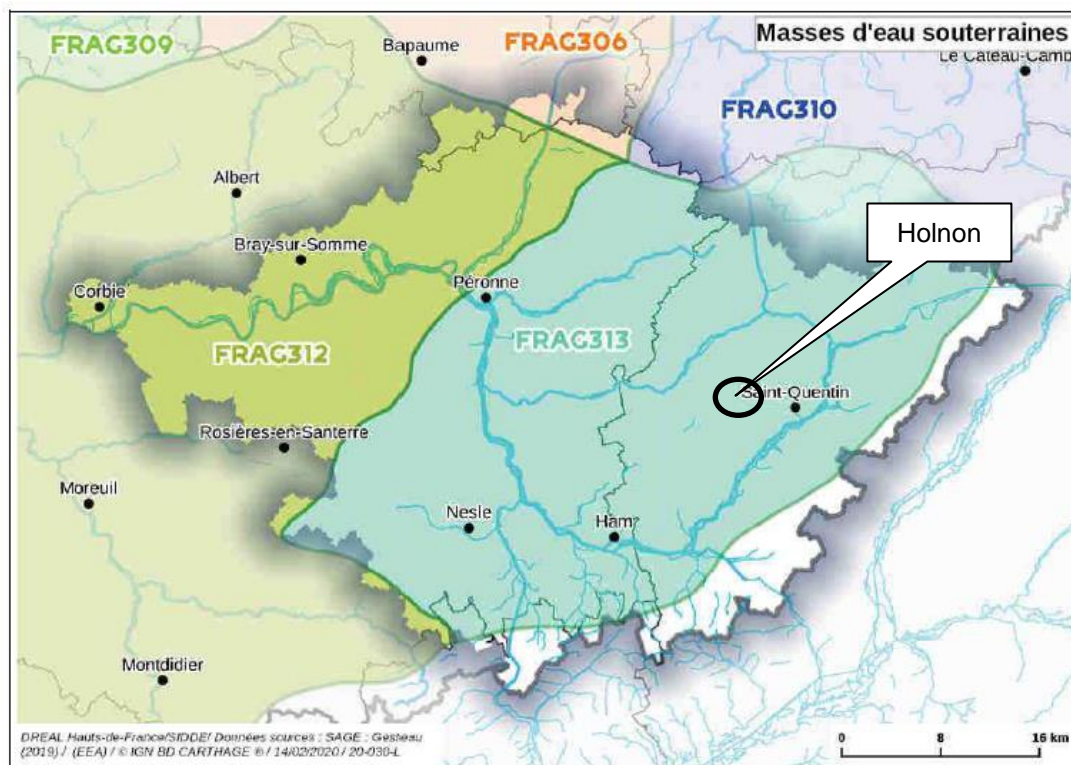 Masses d'eau souterraines
FRAG309
Bapaume
FRAG306
Le Cateau-Camb
FRAG310
Albert
Holnon
Bray-sur-Somme
Corbie
Péronne
FRAG312
FRAG313
Saint-Quentin
Rosières-en-Santerre
Moreuil
Nesle
Ham
Montdidier
DREAL Hauts-de-France/SIDDE/ Données sources : SAGE : Gesteau
(2019) / (EEA) / © IGN BD CARTHAGE ® / 14/02/2020 / 20-030-L
0 8 16 km